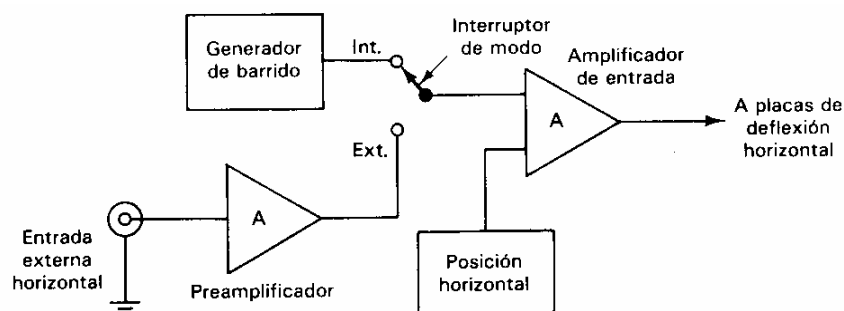 Generador
de barrido
Int.
Interruptor
de modo
Amplificador
de entrada
A
A placas de
deflexión
horizontal
Ext.
A
Entrada
externa
horizontal
Preamplificador
Posición
horizontal